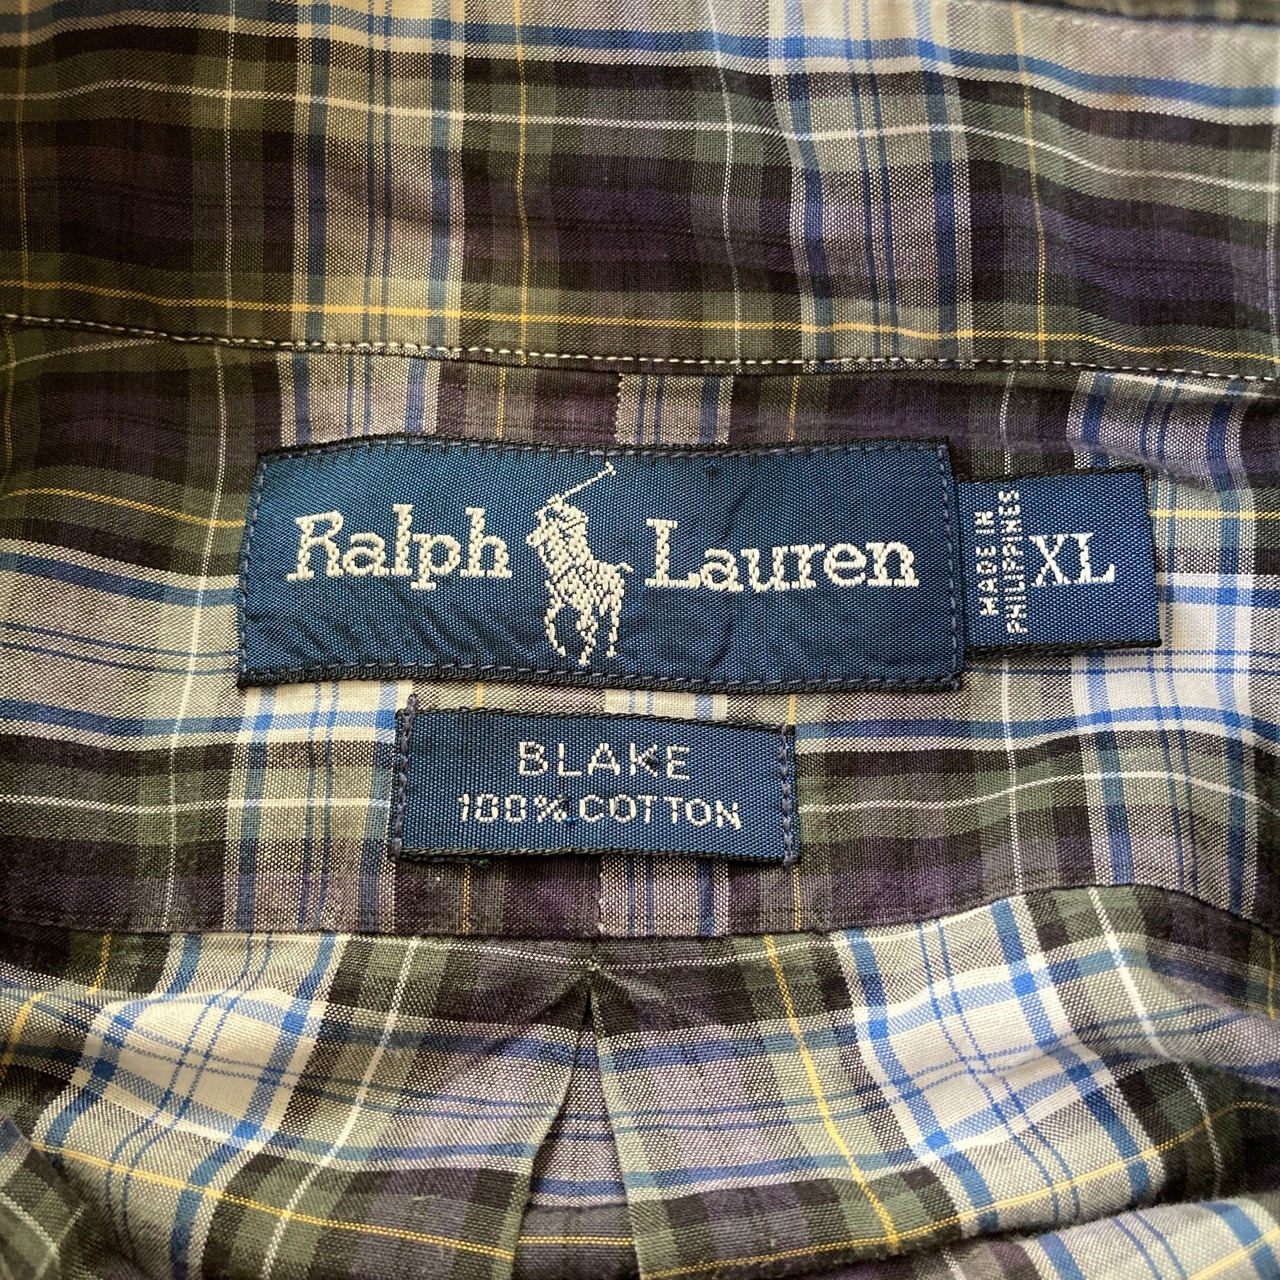 Ralph Lauren
MADE IN
PHILIPPINES
XL
BLAKE
100% COTTON